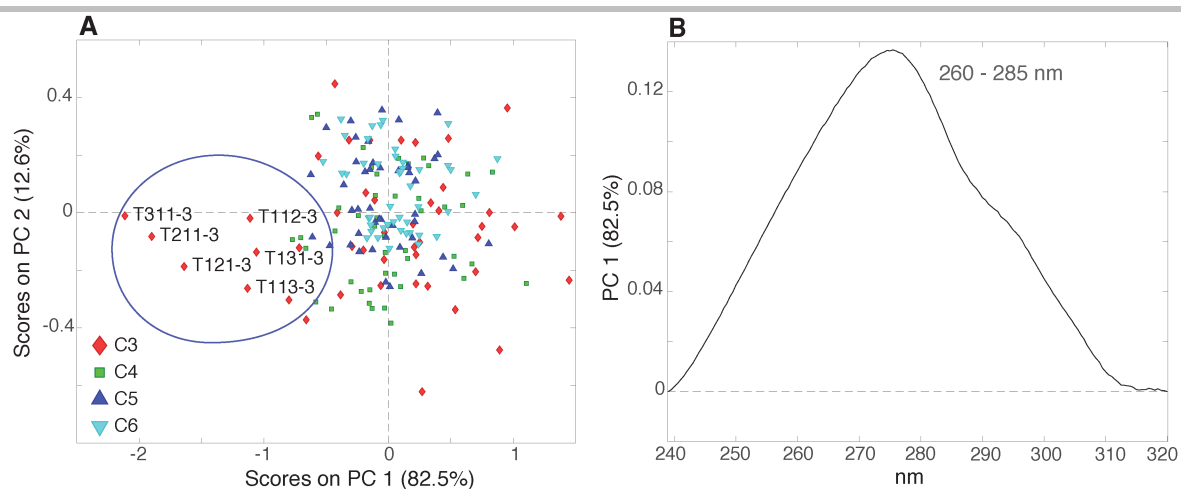 A
Scores on PC 2 (12.6%)
0.4
0
-0.4
T311-3
T112-3
T211-3
T131-3
T121-3
T113-3
C3
C4
C5
C6
-2
-1
0
1
Scores on PC 1 (82.5%)
B
260 - 285 nm
PC 1 (82.5%)
0.12
0.08
0.04
0
240
250
260
270
280
290
300
310
320
nm